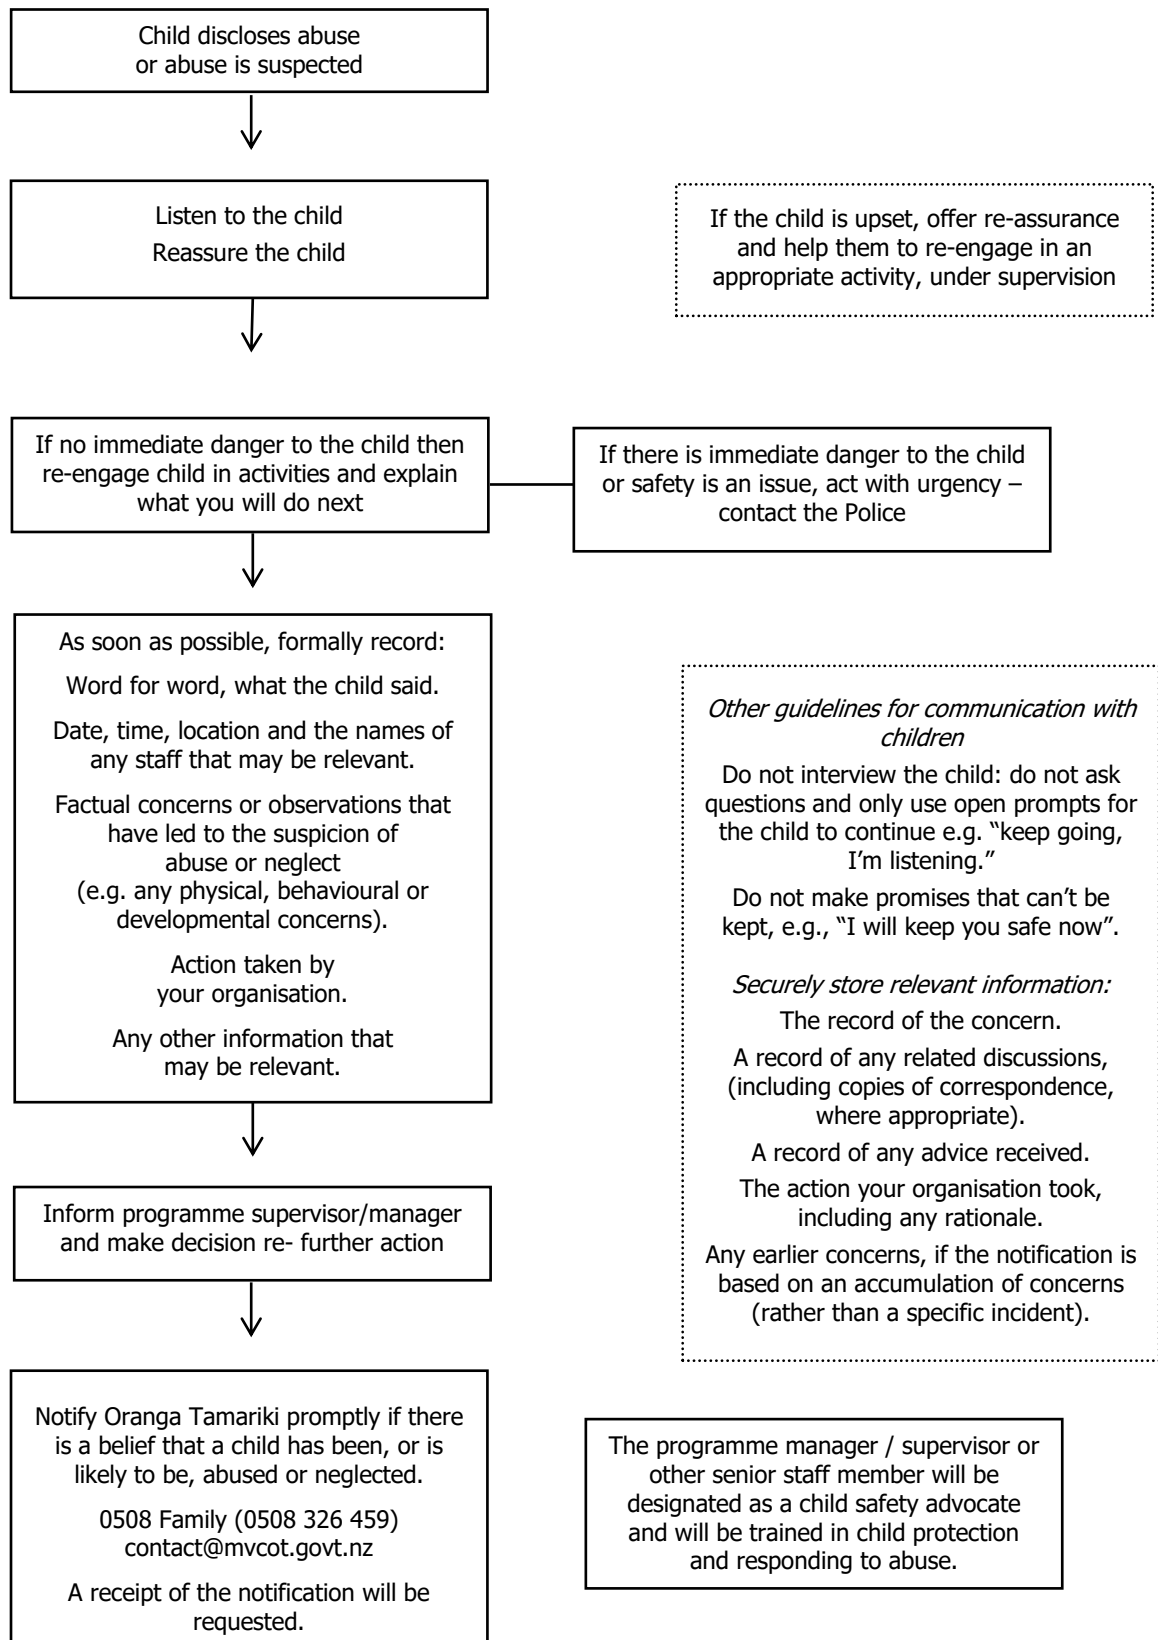 Child discloses abuse
or abuse is suspected
Listen to the child
Reassure the child
If the child is upset, offer re-assurance
and help them to re-engage in an
appropriate activity, under supervision
If no immediate danger to the child then
re-engage child in activities and explain
what you will do next
If there is immediate danger to the child
or safety is an issue, act with urgency –
contact the Police
As soon as possible, formally record:
Word for word, what the child said.
Date, time, location and the names of
any staff that may be relevant.
Factual concerns or observations that
have led to the suspicion of
abuse or neglect
(e.g. any physical, behavioural or
developmental concerns).
Action taken by
your organisation.
Any other information that
may be relevant.
Other guidelines for communication with
children
Do not interview the child: do not ask
questions and only use open prompts for
the child to continue e.g. “keep going,
I’m listening.”
Do not make promises that can’t be
kept, e.g., “I will keep you safe now”.
Securely store relevant information:
The record of the concern.
A record of any related discussions,
(including copies of correspondence,
where appropriate).
A record of any advice received.
The action your organisation took,
including any rationale.
Any earlier concerns, if the notification is
based on an accumulation of concerns
(rather than a specific incident).
Inform programme supervisor/manager
and make decision re- further action
Notify Oranga Tamariki promptly if there
is a belief that a child has been, or is
likely to be, abused or neglected.
0508 Family (0508 326 459)
contact@mvcot.govt.nz
A receipt of the notification will be
requested.
The programme manager / supervisor or
other senior staff member will be
designated as a child safety advocate
and will be trained in child protection
and responding to abuse.